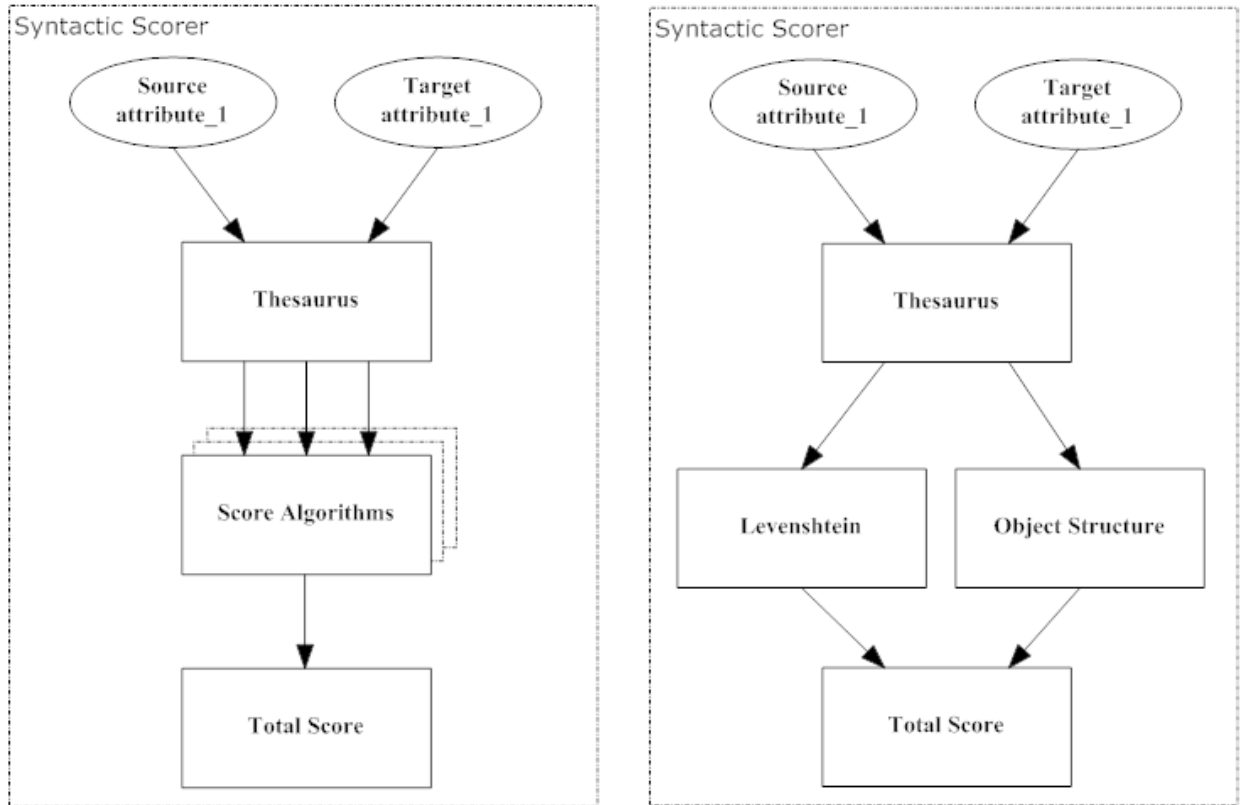 Syntactic Scorer
Source
attribute_1
Target
attribute_1
Thesaurus
Score Algorithms
Total Score
Syntactic Scorer
Source
attribute_1
Target
attribute_1
Thesaurus
Levenshtein
Object Structure
Total Score